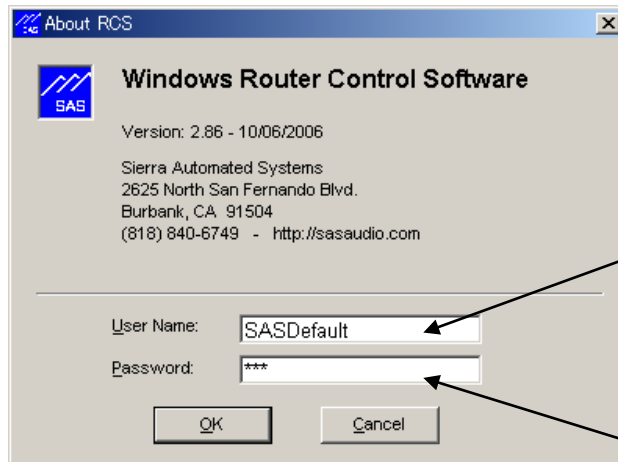 About RCS
SAS
Windows Router Control Software
SAS
Version: 2.86 - 10/06/2006
Sierra Automated Systems
2625 North San Fernando Blvd.
Burbank, CA 91504
(818) 840-6749 - http://sasaudio.com
User Name: SASDefault
Password: ***
OK Cancel